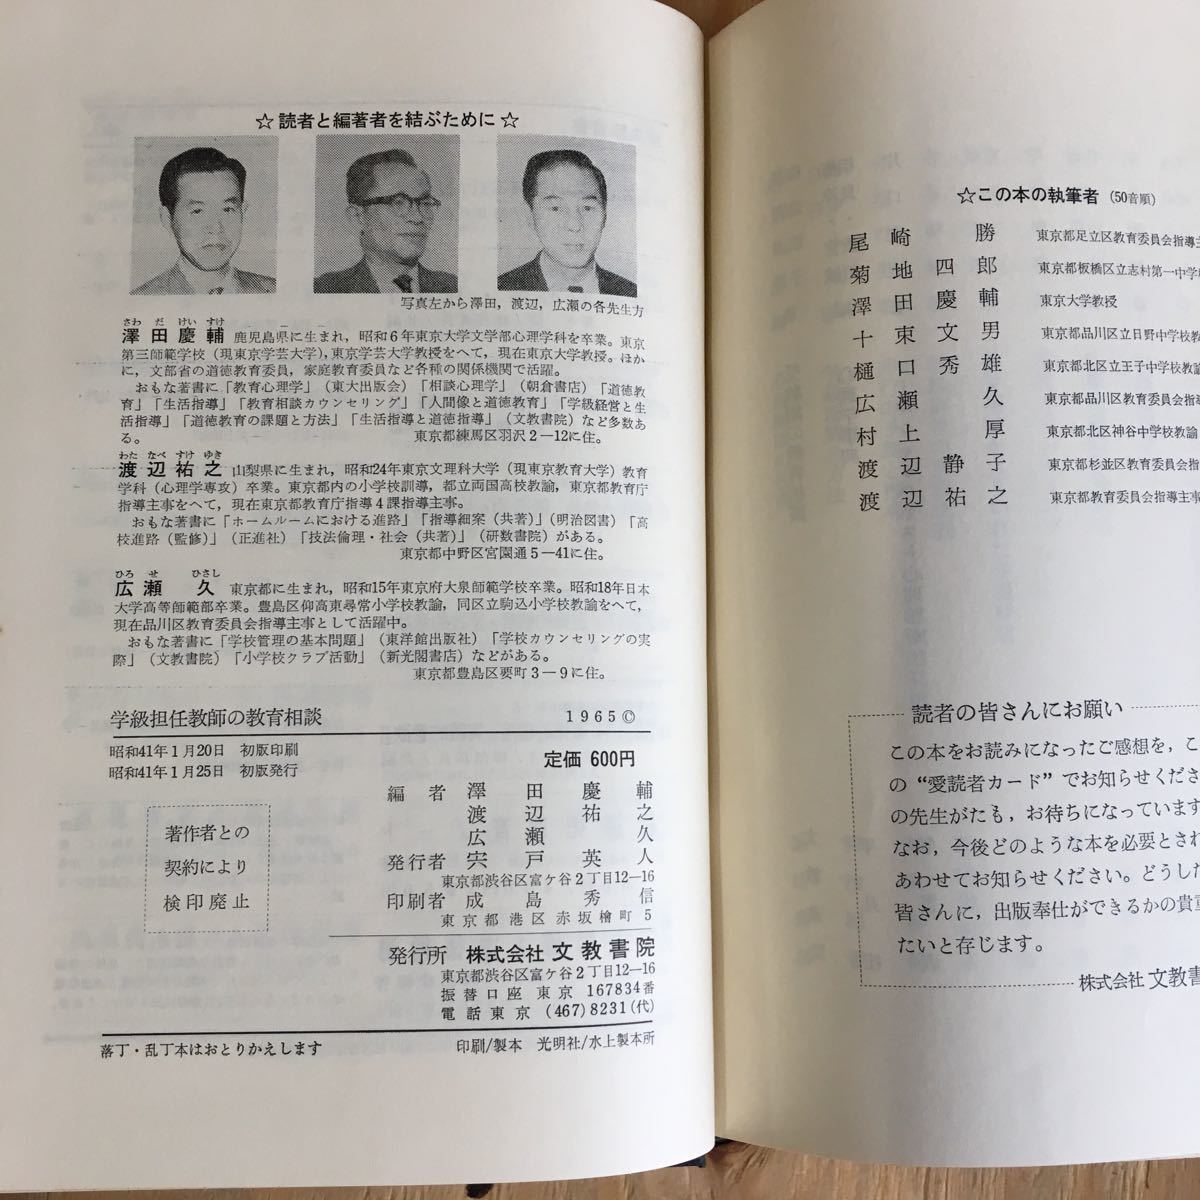 ☆読者と編著者を結ぶために☆
写真左から澤田，渡辺，広瀬の各先生方
さわ だ けい すけ
澤田慶輔 鹿児島県に生まれ，昭和6年東京大学文学部心理学科を卒業。東京
第三師範学校（現東京学芸大学），東京学芸大学教授をへて，現在東京大学教授。ほか
に，文部省の道徳教育委員，家庭教育委員など各種の関係機関で活躍。
おもな著書に「教育心理学」（東大出版会）「相談心理学」（朝倉書店）「道徳教
育」「生活指導」「教育相談カウンセリング」「人間像と道徳教育」「学級経営と生
活指導」「道徳教育の課題と方法」「生活指導と道徳指導」（文教書院）など多数あ
る。 東京都練馬区羽沢2－12に住。
わた なべ すけ ゆき
渡辺祐之 山梨県に生まれ，昭和24年東京文理科大学（現東京教育大学）教育
学科（心理学専攻）卒業。東京都内の小学校訓導，都立両国高校教諭，東京都教育庁
指導主事をへて，現在東京都教育庁指導4課指導主事。
おもな著書に「ホームルームにおける進路」「指導細案（共著）」（明治図書）「高
校進路（監修）」（正進社）「技法倫理・社会（共著）」（研数書院）がある。
東京都中野区宮園通5－41に住。
ひろ せ ひさし
広瀬 久 東京都に生まれ，昭和15年東京府大泉師範学校卒業。昭和18年日本
大学高等師範部卒業。豊島区仰高東尋常小学校教諭，同区立駒込小学校教諭をへて，
現在品川区教育委員会指導主事として活躍中。
おもな著書に「学校管理の基本問題」（東洋館出版社）「学校カウンセリングの実
際」（文教書院）「小学校クラブ活動」（新光閣書店）などがある。
東京都豊島区要町3－9に住。
学級担任教師の教育相談 1965©
昭和41年1月20日 初版印刷
昭和41年1月25日 初版発行
定価 600円
著作者との
契約により
検印廃止
編者 澤田慶輔
渡辺祐之
広瀬久
発行者 宍戸英人
東京都渋谷区富ケ谷2丁目12－16
印刷者 成島秀信
東京都港区赤坂檜町5
発行所 株式会社 文教書院
東京都渋谷区富ケ谷2丁目12－16
振替口座 東京 167834番
電話東京（467）8231（代）
落丁・乱丁本はおとりかえします 印刷/製本 光明社/水上製本所
☆この本の執筆者（50音順）
尾崎勝 東京都足立区教育委員会指導主
菊地四郎 東京都板橋区立志村第一中学校
澤田慶輔 東京大学教授
十束文男 東京都品川区立日野中学校教
樋口秀雄 東京都北区立王子中学校教諭
広瀬久 東京都品川区教育委員会指
村上厚 東京都北区神谷中学校教諭
渡辺静子 東京都杉並区教育委員会指
渡辺祐之 東京都教育委員会指導主事
読者の皆さんにお願い
この本をお読みになったご感想を，こ
の“愛読者カード”でお知らせくださ
の先生がたも，お待ちになっています
なお，今後どのような本を必要とされ
あわせてお知らせください。どうした
皆さんに，出版奉仕ができるかの貴重
たいと存じます。
株式会社 文教書